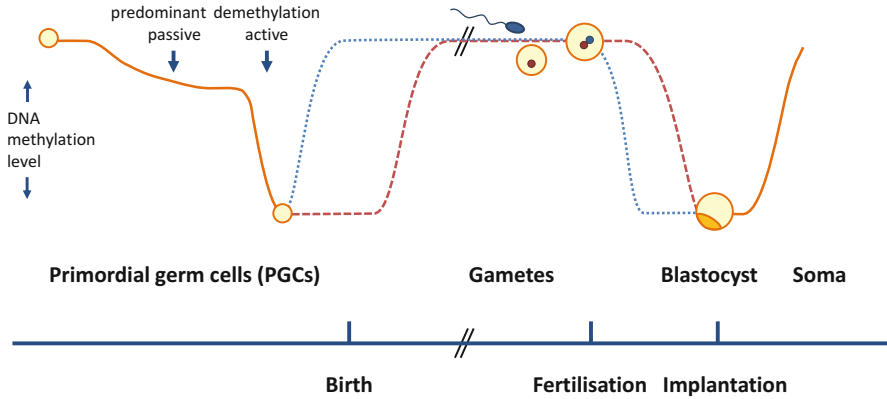 predominant demethylation
passive active
DNA
methylation
level
Primordial germ cells (PGCs) Gametes Blastocyst Soma
Birth Fertilisation Implantation